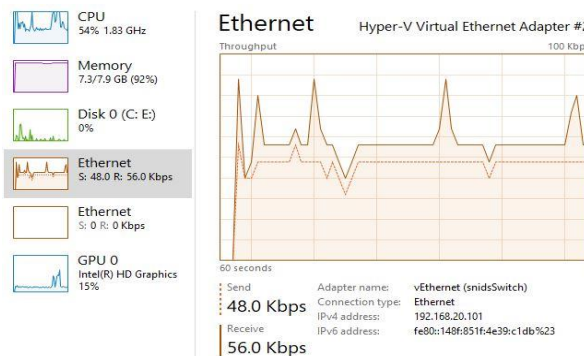 CPU
54% 1.83 GHz
Memory
7.3/7.9 GB (92%)
Disk 0 (C: E:)
0%
Ethernet
S: 48.0 R: 56.0 Kbps
Ethernet
S: 0 R: 0 Kbps
GPU 0
Intel(R) HD Graphics
15%
Ethernet
Hyper-V Virtual Ethernet Adapter #2
Throughput
100 Kbp
60 seconds
Send
48.0 Kbps
Receive
56.0 Kbps
Adapter name: vEthernet (snidsSwitch)
Connection type: Ethernet
IPv4 address: 192.168.20.101
IPv6 address: fe80::148f:851f:4e39:c1db%23